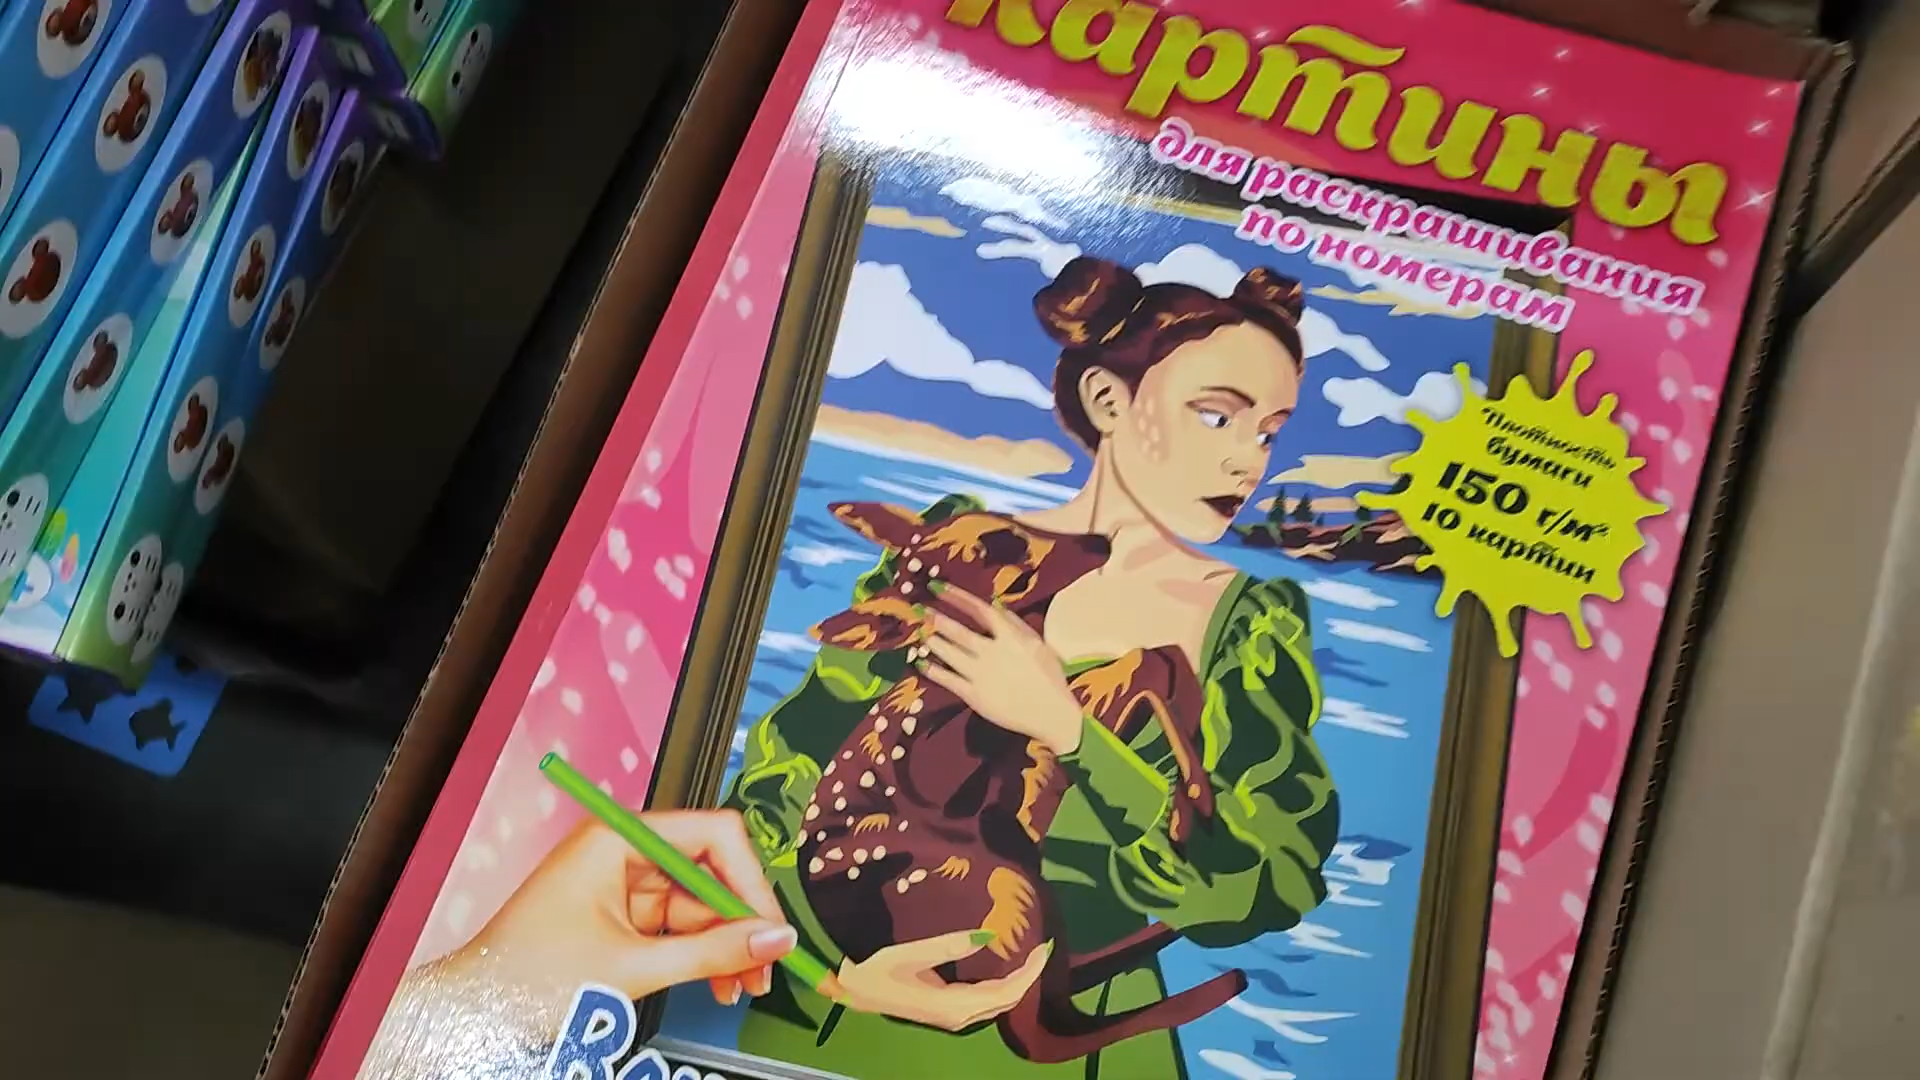 картины
для раскрашивания
по номерам
Плотность
бумаги
150 г/м²
10 картин